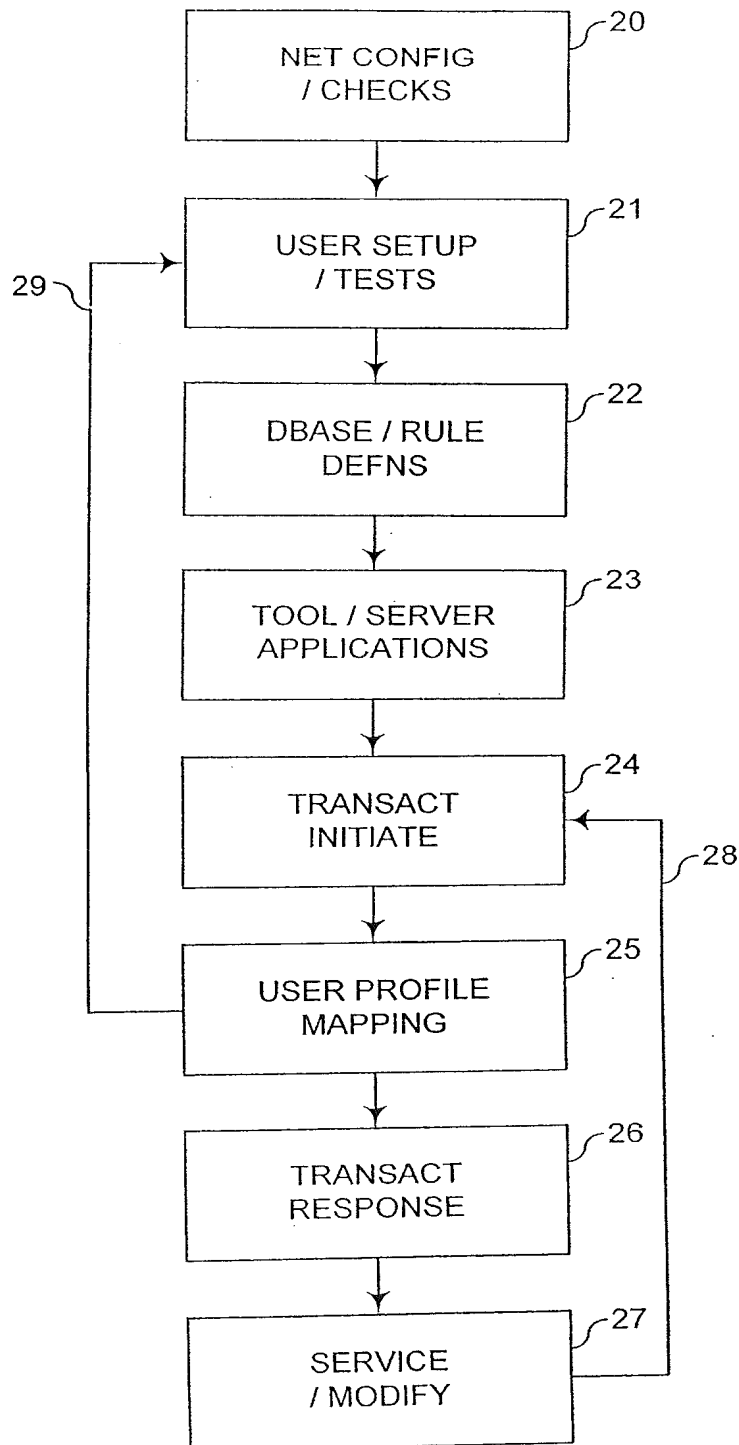 20
NET CONFIG
/ CHECKS
21
USER SETUP
/ TESTS
29
22
DBASE / RULE
DEFNS
23
TOOL / SERVER
APPLICATIONS
24
TRANSACT
INITIATE
28
25
USER PROFILE
MAPPING
26
TRANSACT
RESPONSE
27
SERVICE
/ MODIFY